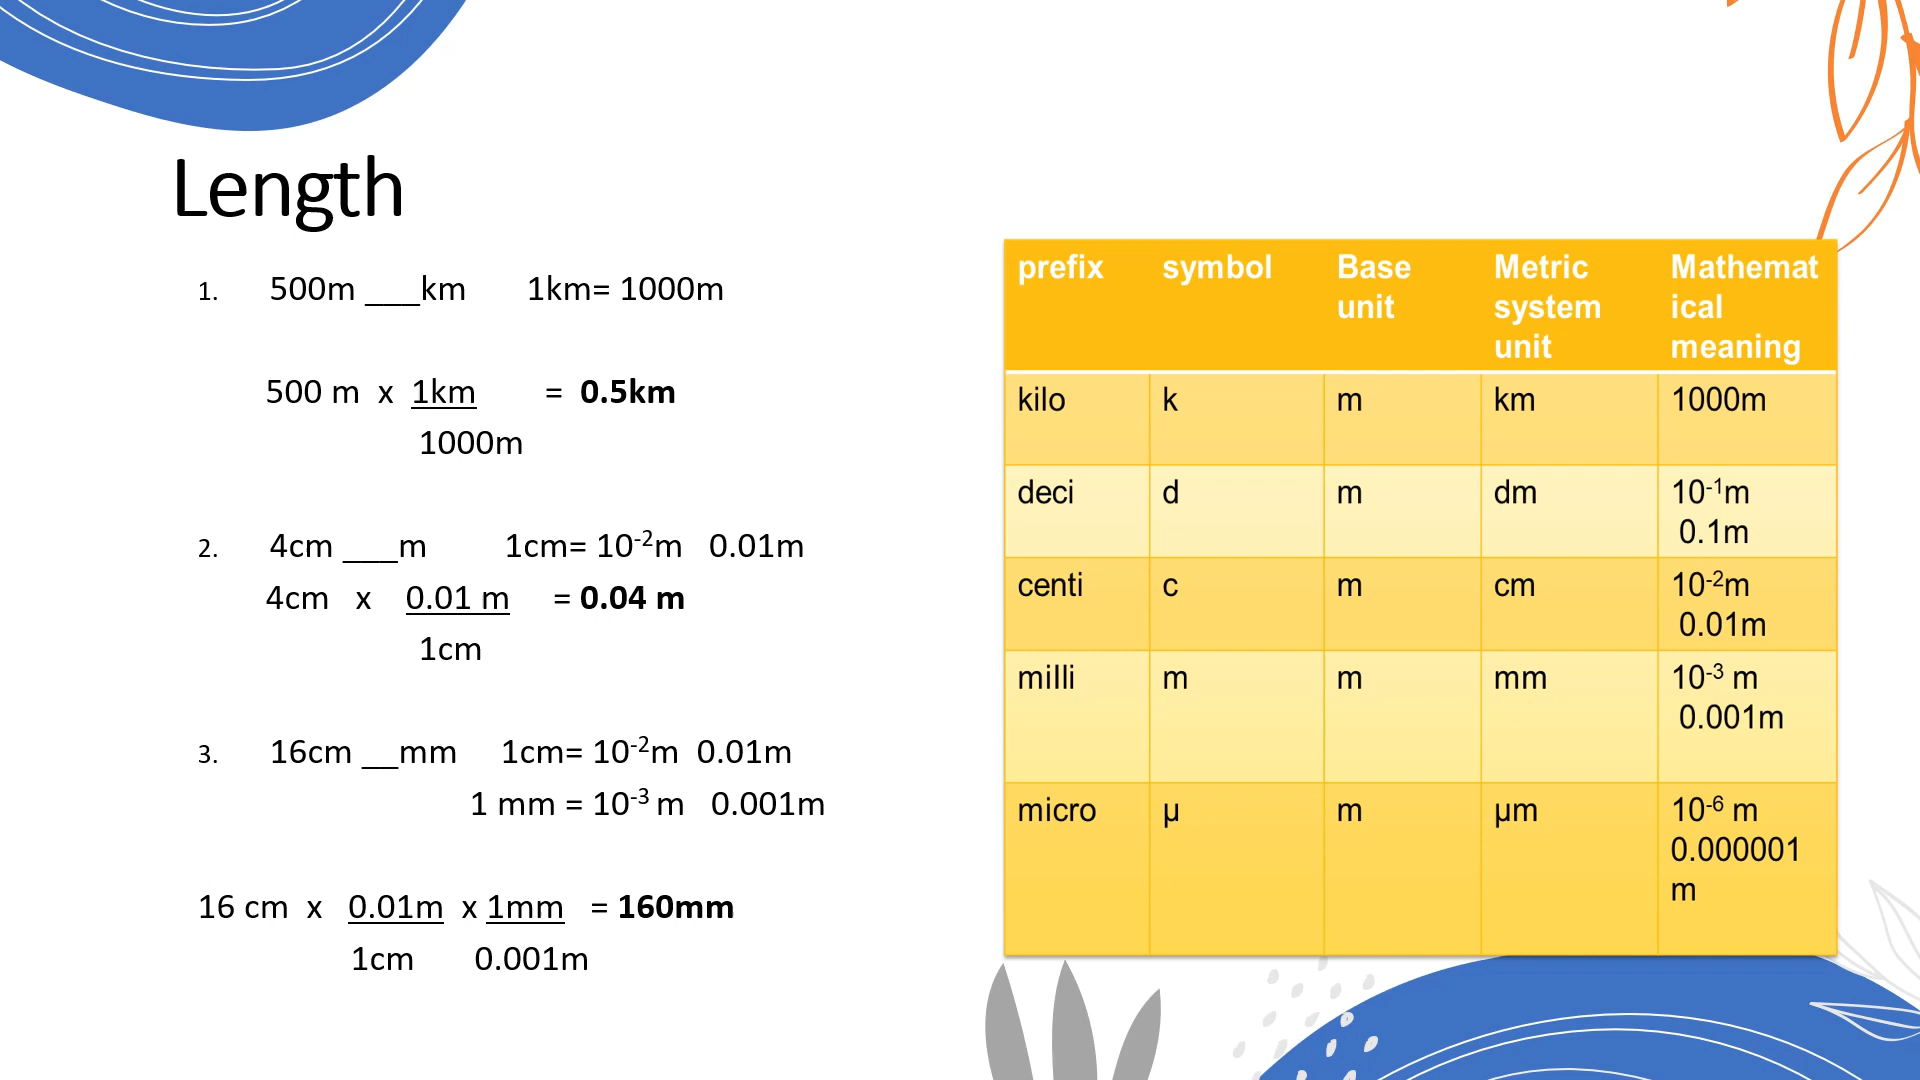 Length
1. 500m ___km 1km= 1000m
500 m x 1km = 0.5km
1000m
2. 4cm ___m 1cm= 10⁻²m 0.01m
4cm x 0.01 m = 0.04 m
1cm
3. 16cm __mm 1cm= 10⁻²m 0.01m
1 mm = 10⁻³ m 0.001m
16 cm x 0.01m x 1mm = 160mm
1cm 0.001m
prefix symbol Base unit Metric system unit Mathematical meaning
kilo k m km 1000m
deci d m dm 10⁻¹m
0.1m
centi c m cm 10⁻²m
0.01m
milli m m mm 10⁻³ m
0.001m
micro µ m µm 10⁻⁶ m
0.000001
m